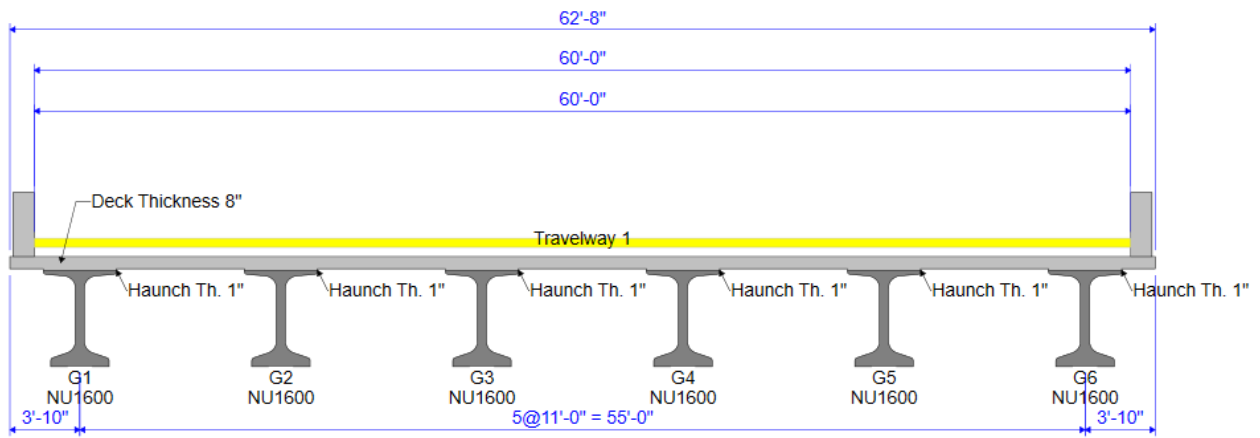 62'-8"
60'-0"
60'-0"
Deck Thickness 8"
Travelway 1
Haunch Th. 1" Haunch Th. 1" Haunch Th. 1" Haunch Th. 1" Haunch Th. 1" Haunch Th. 1"
G1 G2 G3 G4 G5 G6
NU1600 NU1600 NU1600 NU1600 NU1600 NU1600
3'-10" 5@11'-0" = 55'-0" 3'-10"